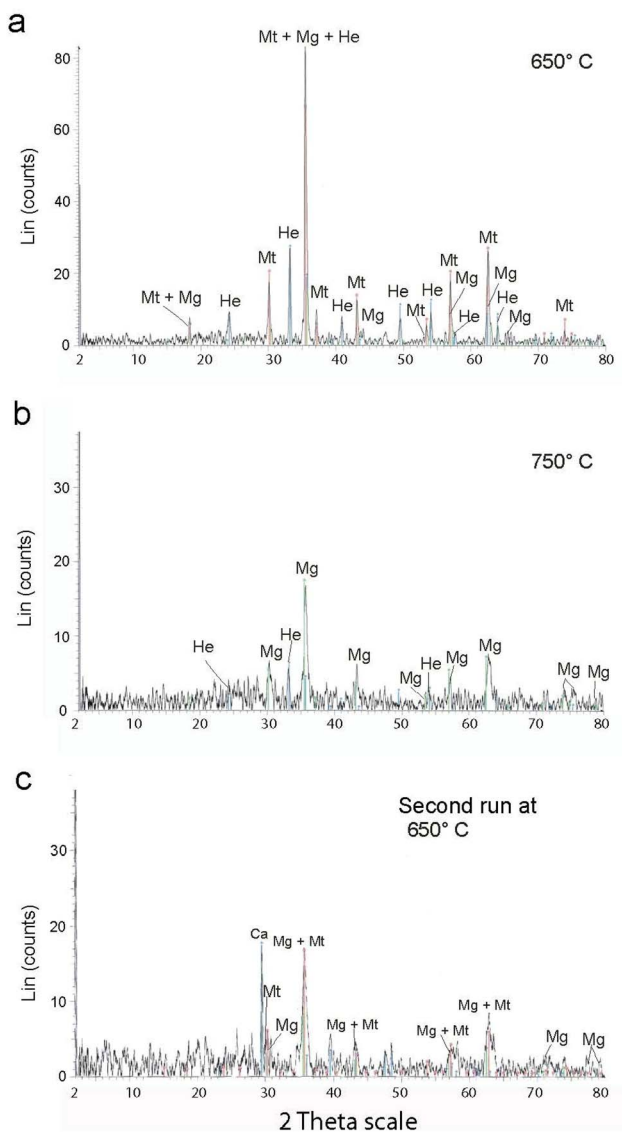 a
Mt + Mg + He
650° C
80
60
40
20
0
Lin (counts)
Mt + Mg
He
Mt
He
Mt
He
Mt
Mg
He
He
Mt
Mt
Mg
He
Mt
Mg
He
Mg
Mt
2 10 20 30 40 50 60 70 80
b
750° C
30
20
10
0
Lin (counts)
He
Mg
He
Mg
Mg
Mg
He
Mg
Mg
Mg
Mg
2 10 20 30 40 50 60 70 80
c
Second run at
650° C
30
20
10
0
Lin (counts)
Ca
Mg + Mt
Mt
Mg
Mg + Mt
Mg + Mt
Mg + Mt
Mg
Mg
2 10 20 30 40 50 60 70 80
2 Theta scale